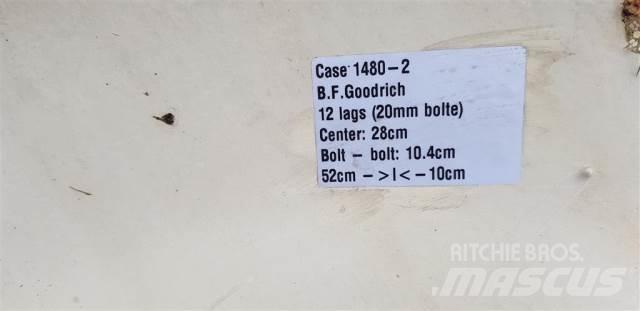 Case 1480-2
B.F.Goodrich
12 lags (20mm bolte)
Center: 28cm
Bolt - bolt: 10.4cm
52cm ->I<-10cm
RITCHIE BROS.
MASCUS